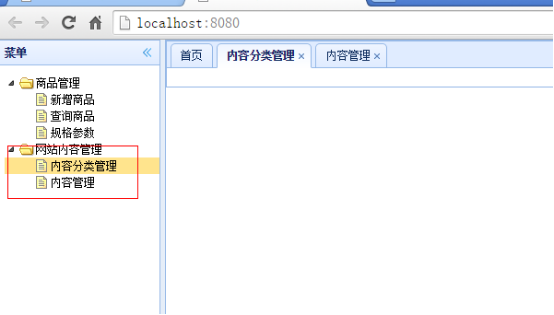 localhost:8080
菜单
首页 内容分类管理 内容管理
商品管理
新增商品
查询商品
规格参数
网站内容管理
内容分类管理
内容管理